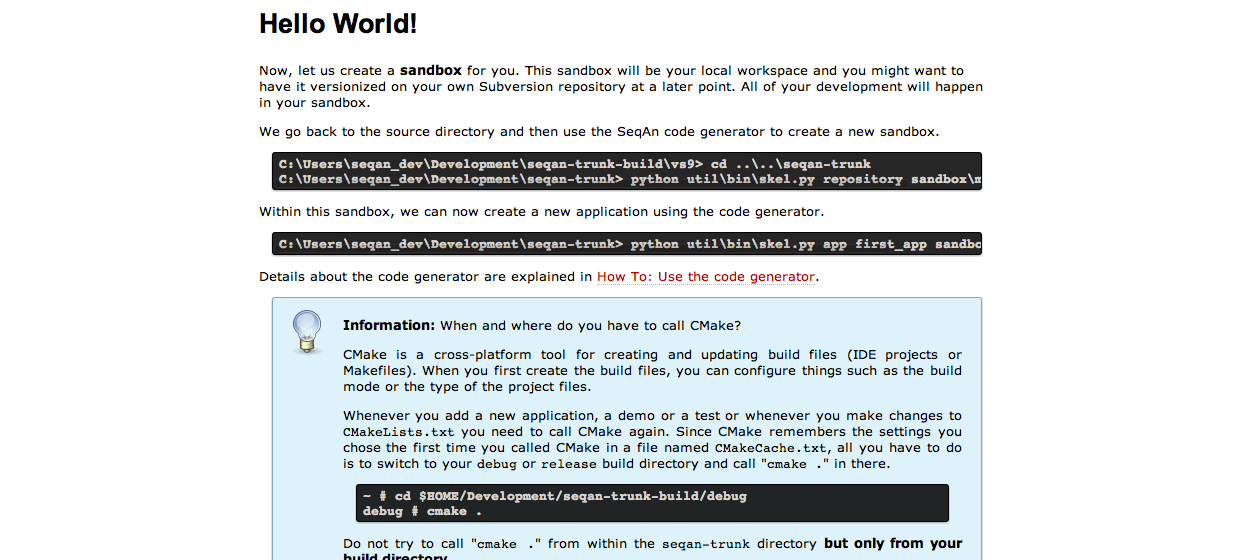 Hello World!
Now, let us create a sandbox for you. This sandbox will be your local workspace and you might want to
have it versionized on your own Subversion repository at a later point. All of your development will happen
in your sandbox.
We go back to the source directory and then use the SeqAn code generator to create a new sandbox.
C:\Users\seqan_dev\Development\seqan-trunk-build\vs9> cd ..\..\seqan-trunk
C:\Users\seqan_dev\Development\seqan-trunk> python util\bin\skel.py repository sandbox\m
Within this sandbox, we can now create a new application using the code generator.
C:\Users\seqan_dev\Development\seqan-trunk> python util\bin\skel.py app first_app sandbo
Details about the code generator are explained in How To: Use the code generator.
Information: When and where do you have to call CMake?
CMake is a cross-platform tool for creating and updating build files (IDE projects or
Makefiles). When you first create the build files, you can configure things such as the build
mode or the type of the project files.
Whenever you add a new application, a demo or a test or whenever you make changes to
CMakeLists.txt you need to call CMake again. Since CMake remembers the settings you
chose the first time you called CMake in a file named CMakeCache.txt, all you have to do
is to switch to your debug or release build directory and call "cmake ." in there.
~ # cd $HOME/Development/seqan-trunk-build/debug
debug # cmake .
Do not try to call "cmake ." from within the seqan-trunk directory but only from your
build directory